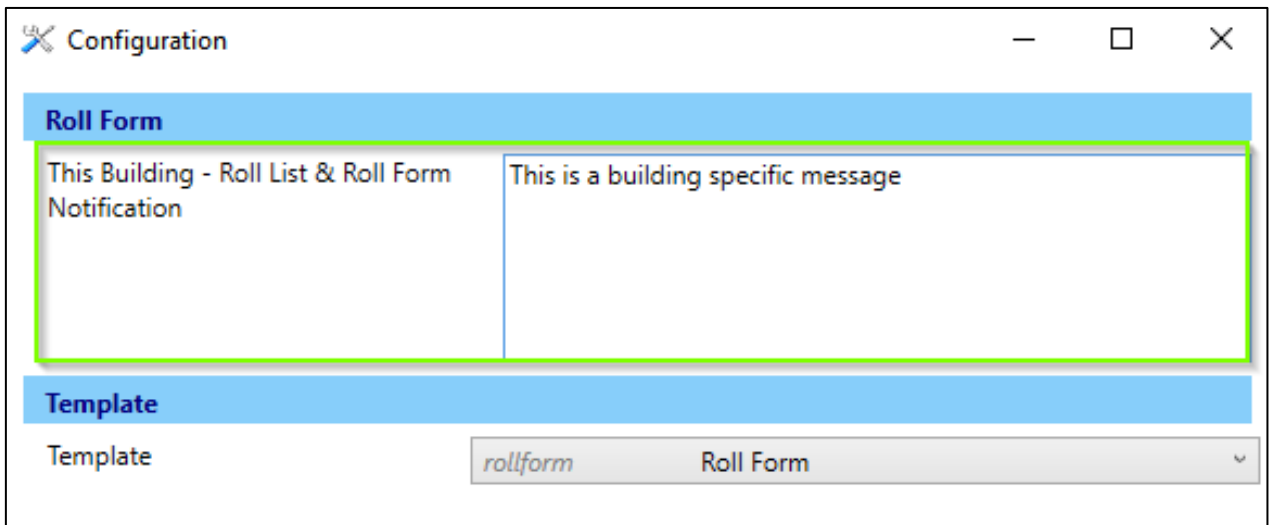 Configuration
Roll Form
This Building - Roll List & Roll Form
Notification
This is a building specific message
Template
Template
rollform Roll Form